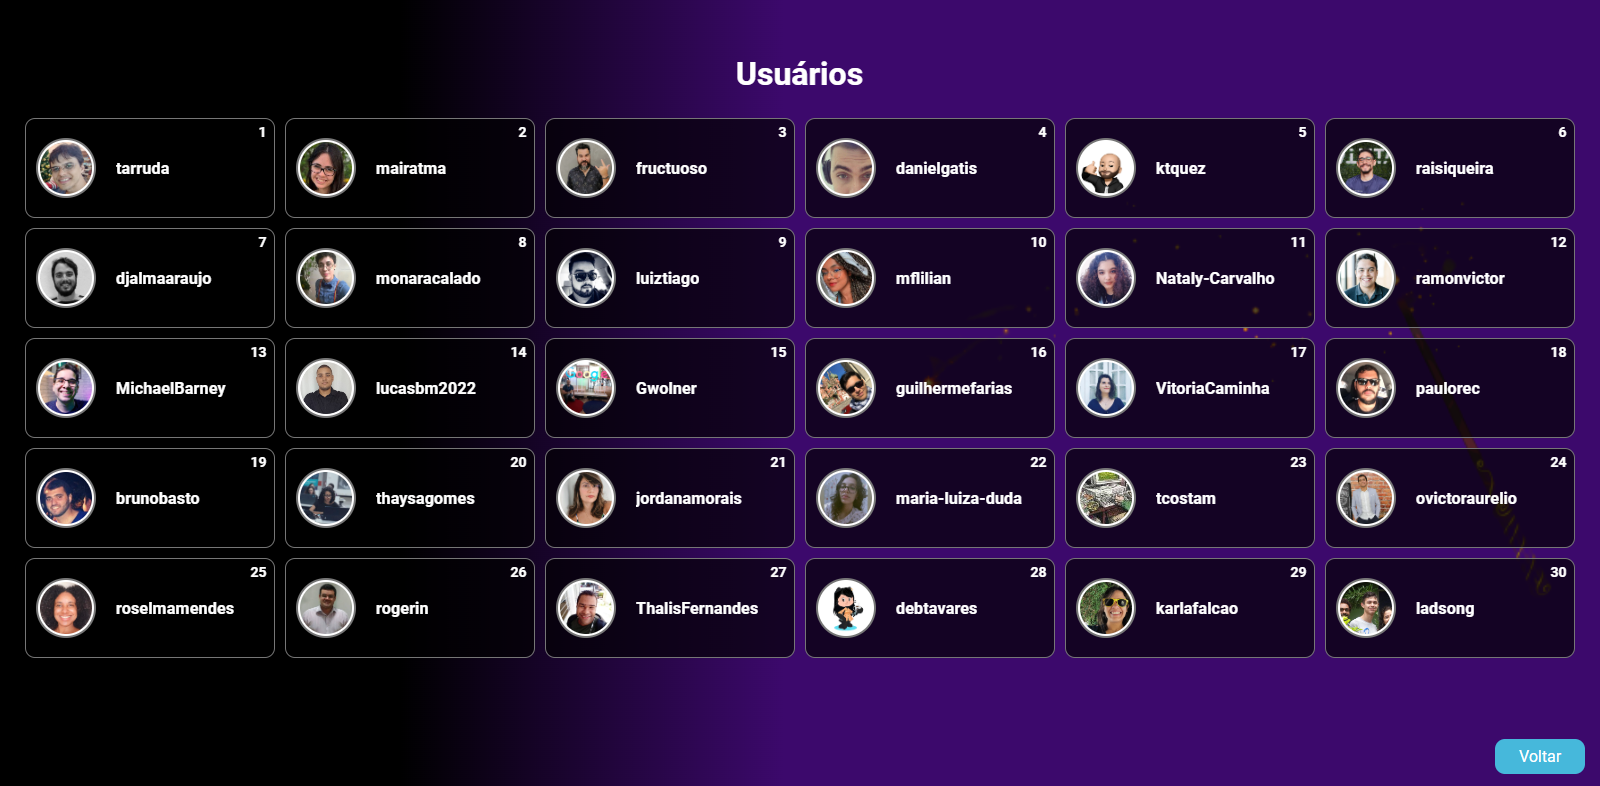 Usuários
1
tarruda
2
mairatma
3
fructuoso
4
danielgatis
5
ktquez
6
raisiqueira
7
djalmaaraujo
8
monaracalado
9
luiztiago
10
mflilian
11
Nataly-Carvalho
12
ramonvictor
13
MichaelBarney
14
lucasbm2022
15
Gwolner
16
guilhermefarias
17
VitoriaCaminha
18
paulorec
19
brunobasto
20
thaysagomes
21
jordanamorais
22
maria-luiza-duda
23
tcostam
24
ovictoraurelio
25
roselmamendes
26
rogerin
27
ThalisFernandes
28
debtavares
29
karlafalcao
30
ladsong
Voltar